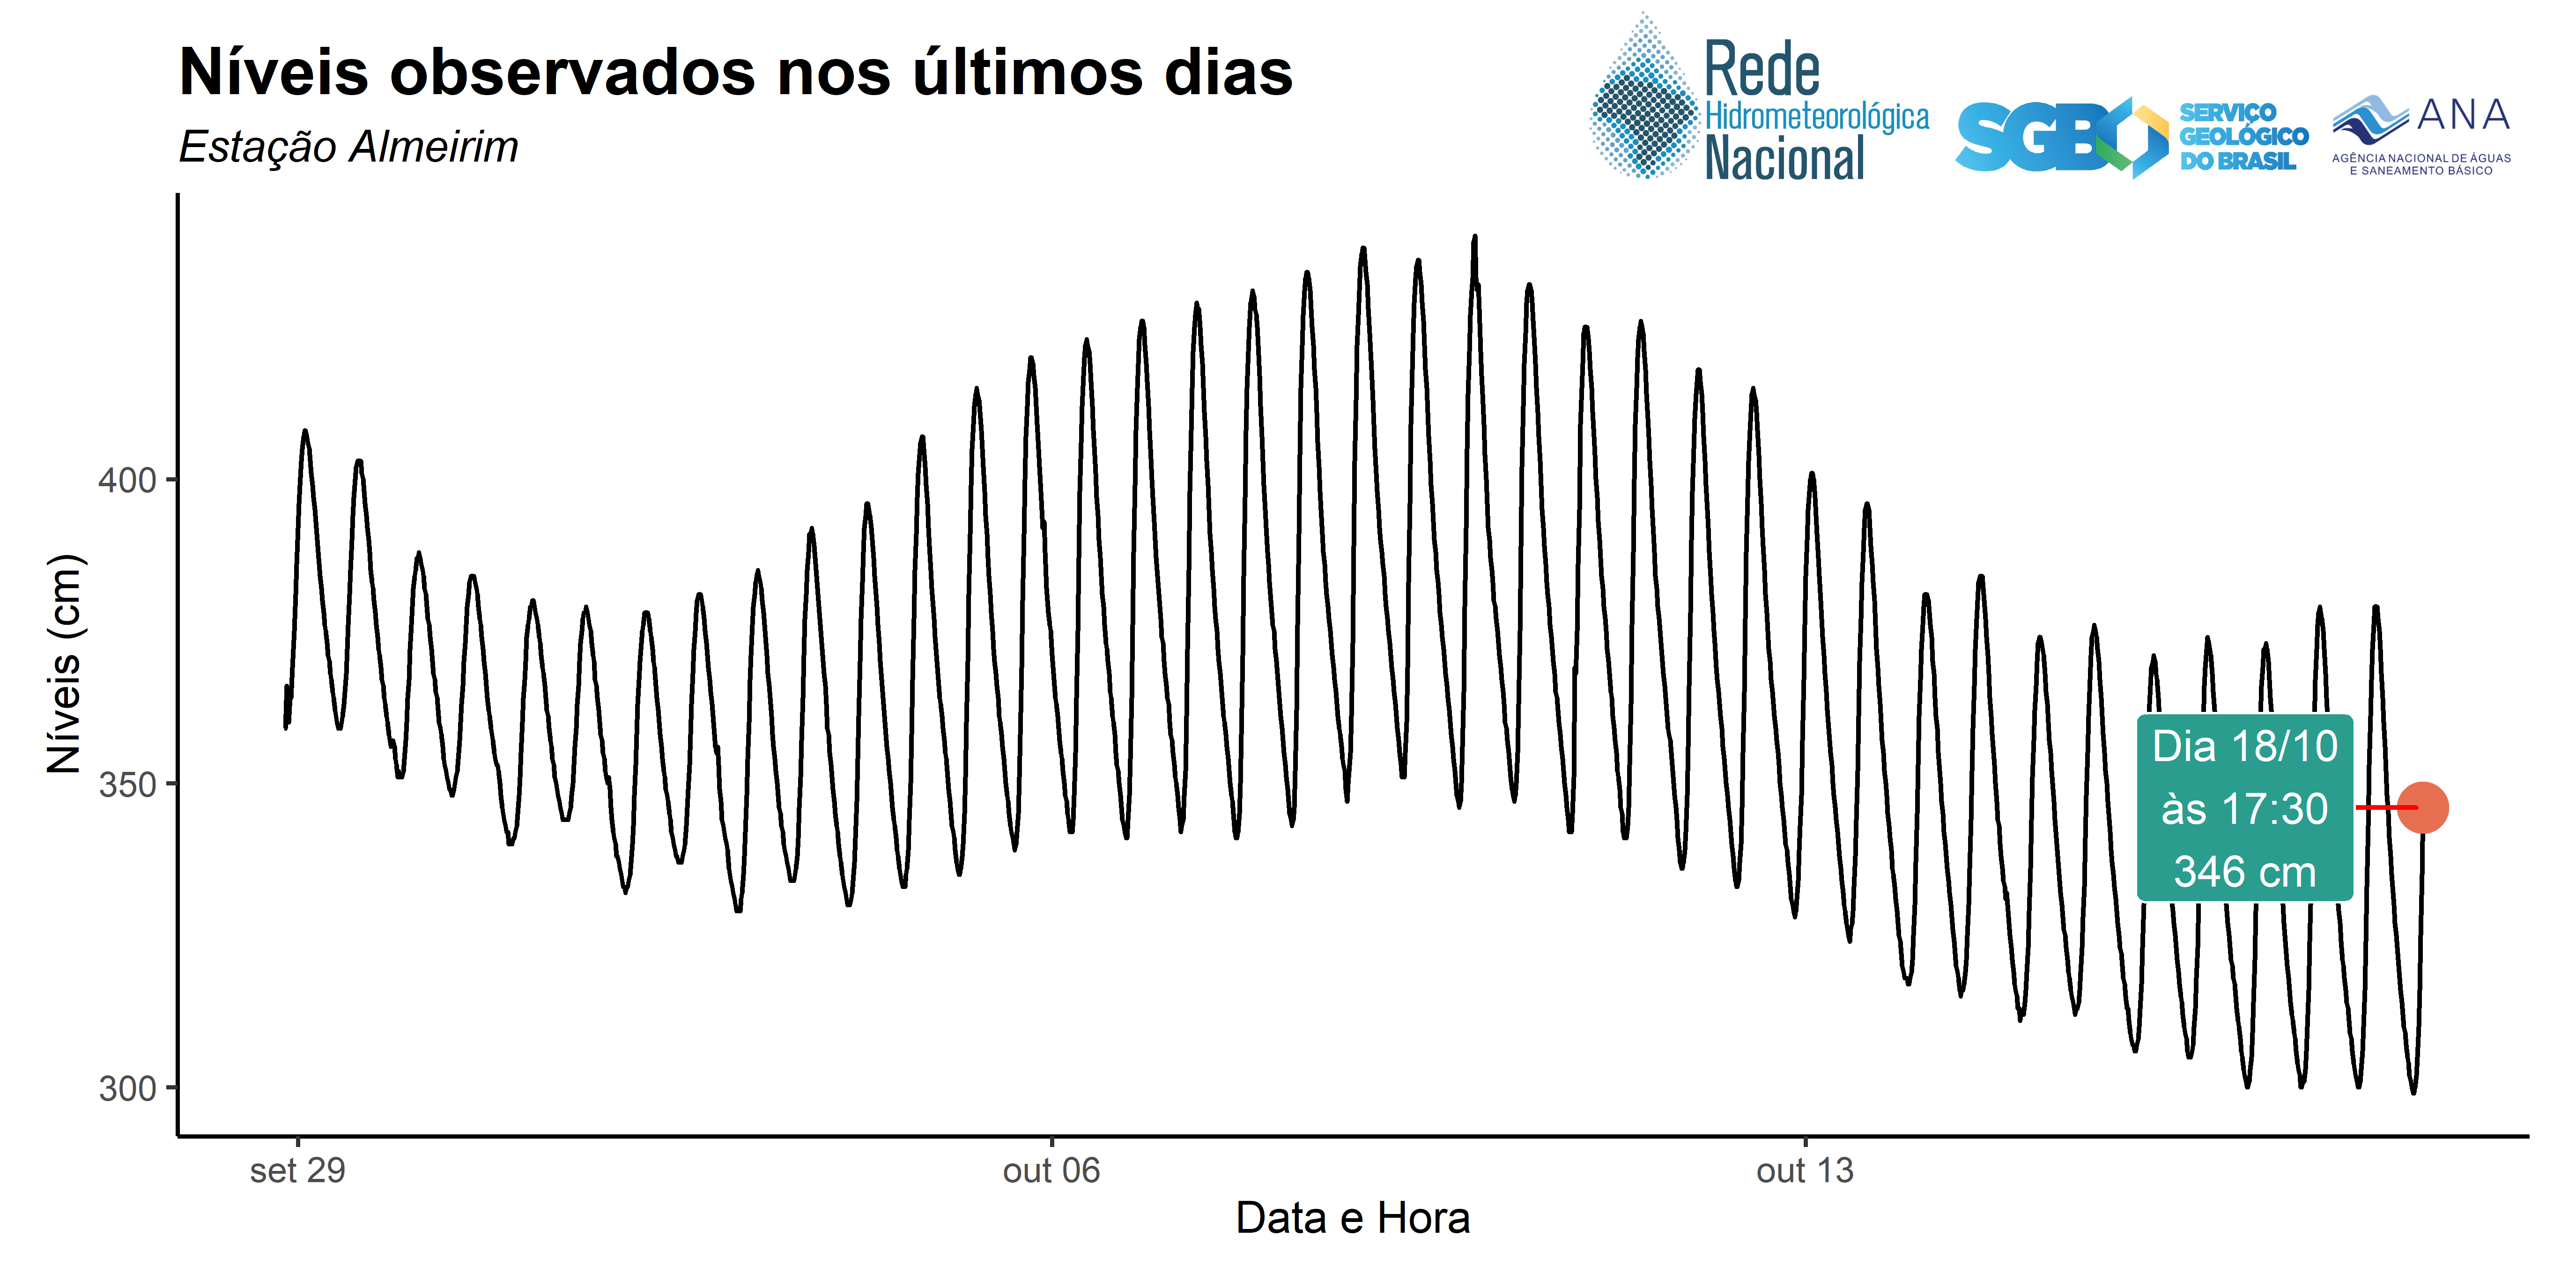 Níveis observados nos últimos dias
Estação Almeirim
Rede
Hidrometeorológica
Nacional
SGB
SERVIÇO
GEOLÓGICO
DO BRASIL
ANA
AGÊNCIA NACIONAL DE ÁGUAS
E SANEAMENTO BÁSICO
Níveis (cm)
400
350
300
Dia 18/10
às 17:30
346 cm
set 29
out 06
out 13
Data e Hora